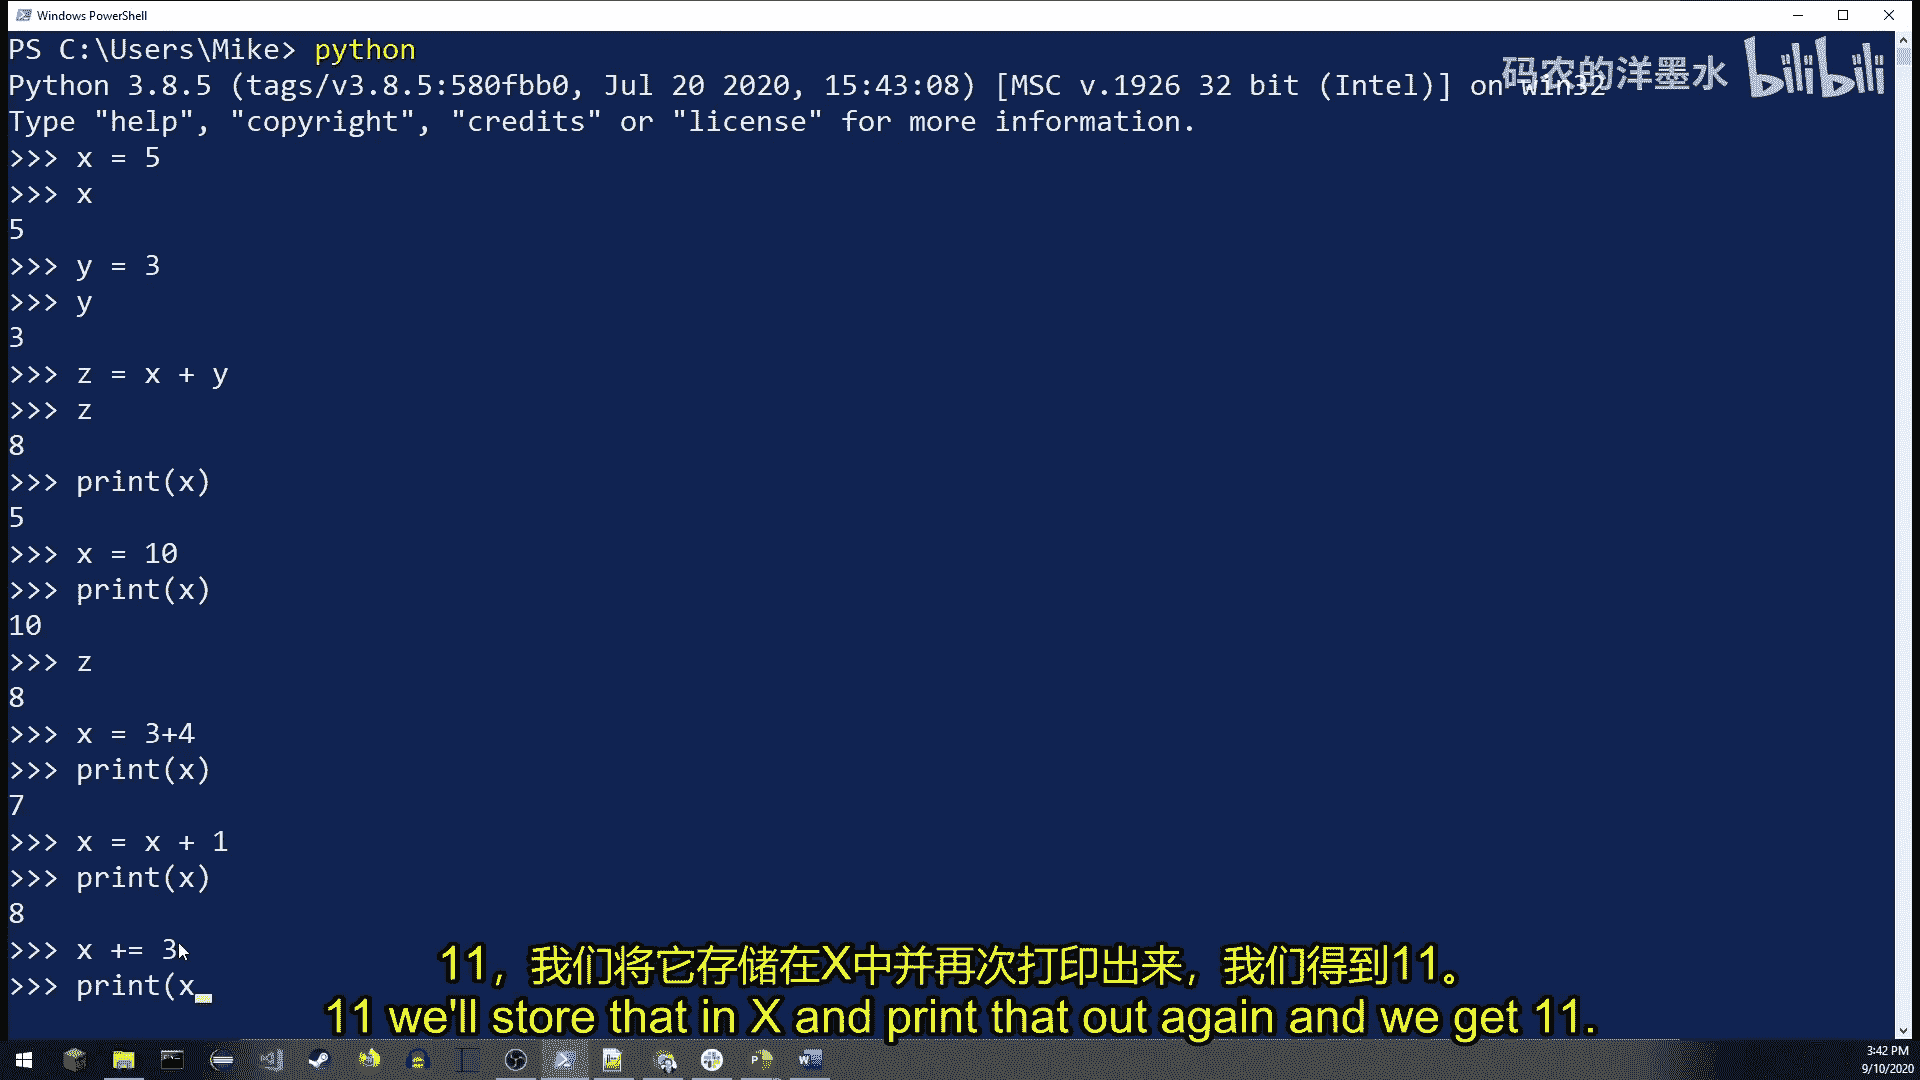 Windows PowerShell
PS C:\Users\Mike> python
码农的洋墨水 bilibili
Python 3.8.5 (tags/v3.8.5:580fbb0, Jul 20 2020, 15:43:08) [MSC v.1926 32 bit (Intel)] on win32
Type "help", "copyright", "credits" or "license" for more information.
>>> x = 5
>>> x
5
>>> y = 3
>>> y
3
>>> z = x + y
>>> z
8
>>> print(x)
5
>>> x = 10
>>> print(x)
10
>>> z
8
>>> x = 3+4
>>> print(x)
7
>>> x = x + 1
>>> print(x)
8
>>> x += 3
>>> print(x
11，我们将它存储在X中并再次打印出来，我们得到11。
11 we'll store that in X and print that out again and we get 11.
3:42 PM
9/10/2020